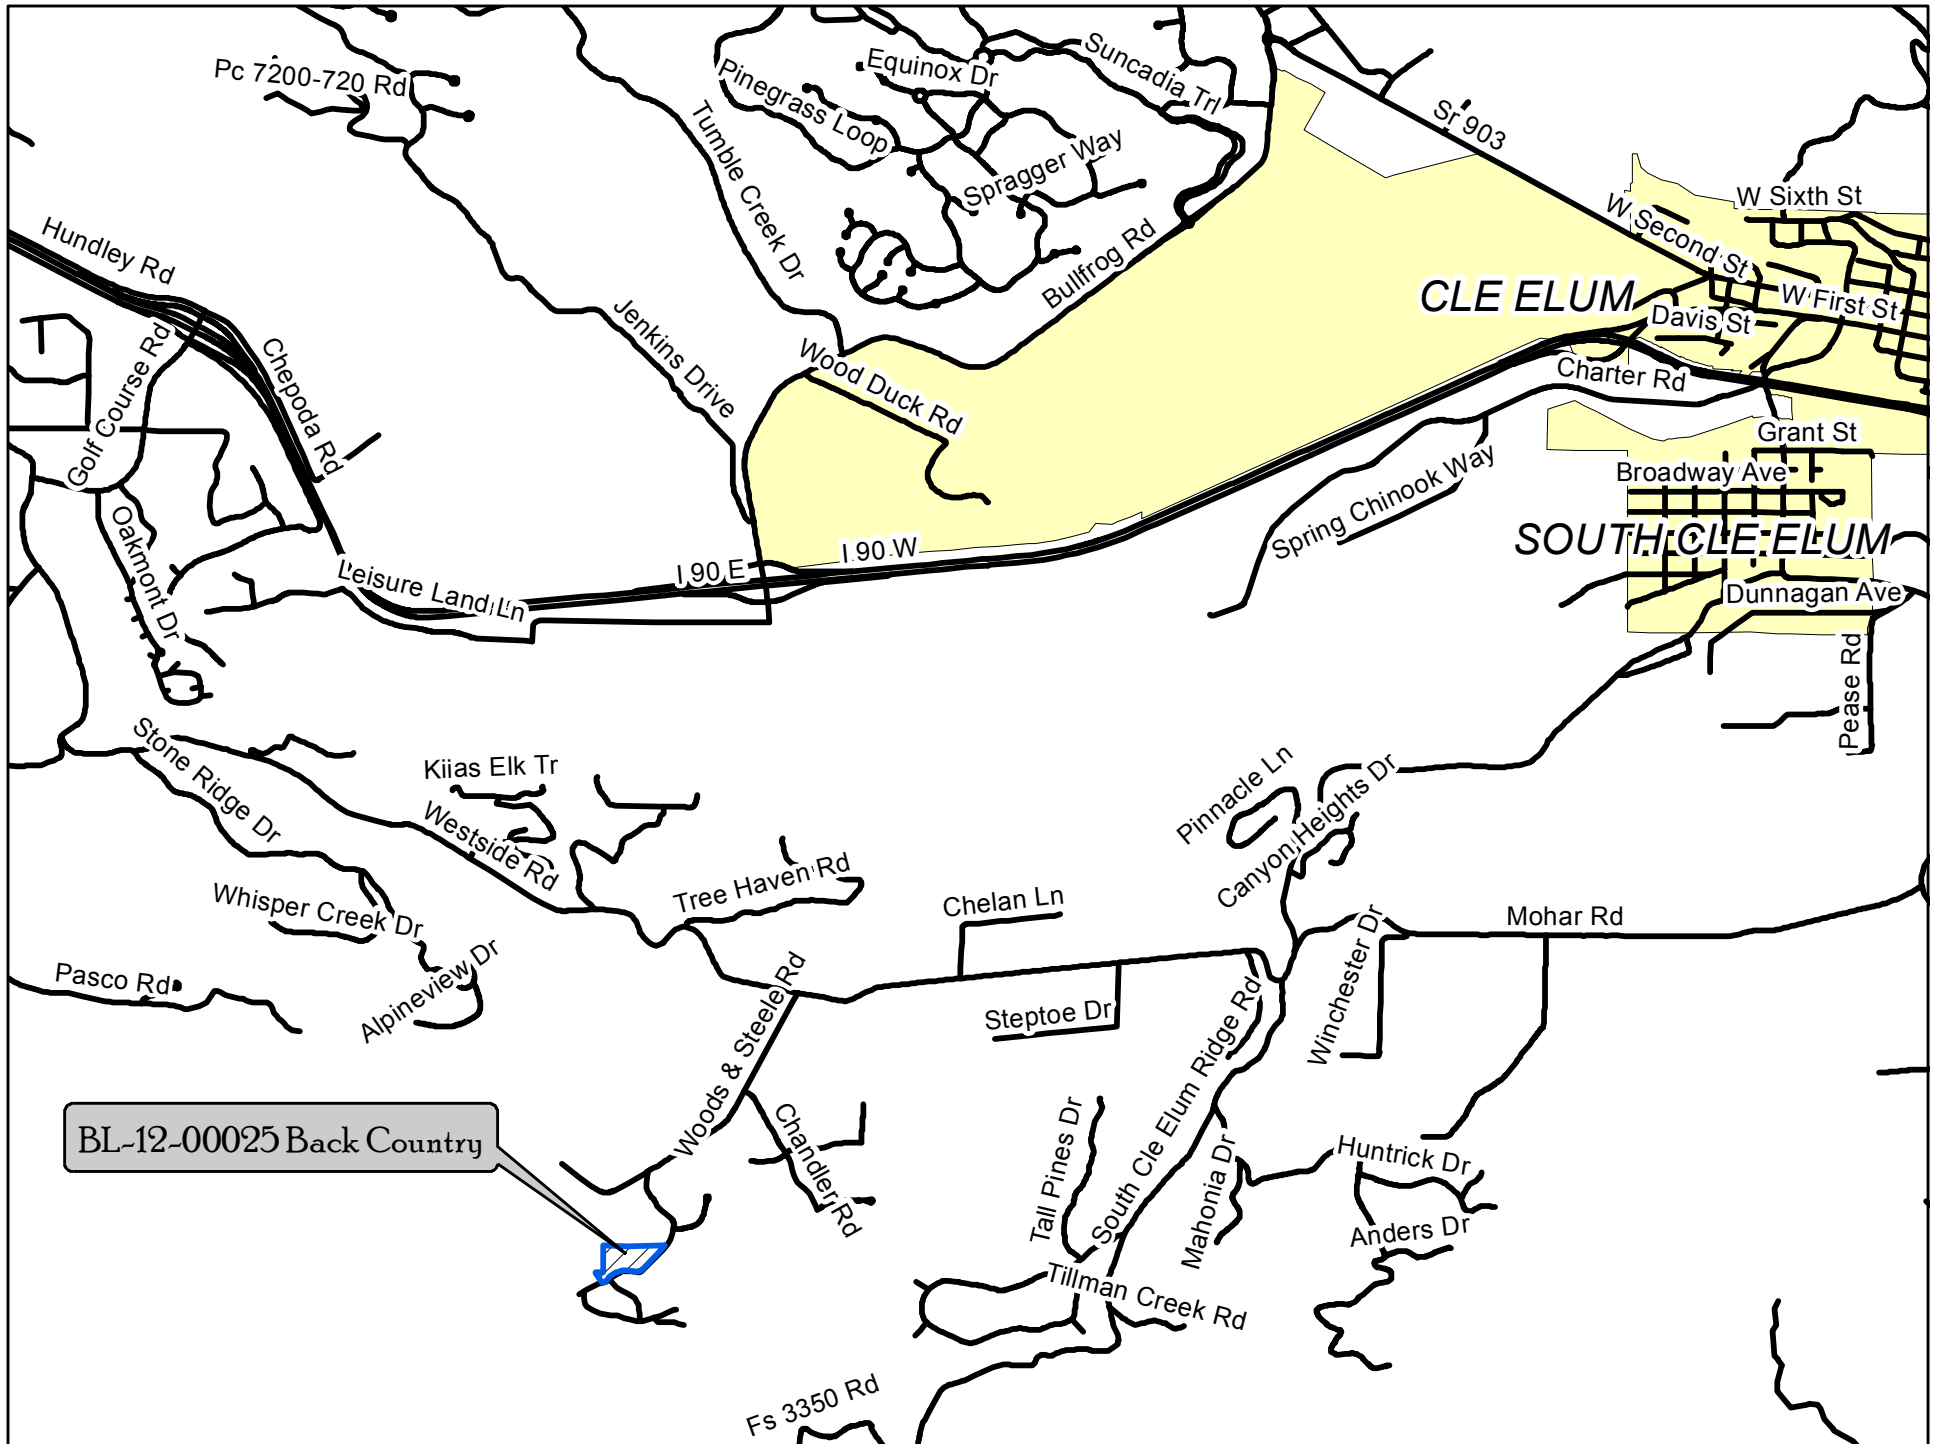 Pc 7200-720 Rd
Equinox Dr
Suncadia Trl
Pinegrass Loop
Tumble Creek Dr
Spragger Way
Sr 903
Hundley Rd
Bullfrog Rd
W Sixth St
W Second St
CLE ELUM
W First St
Davis St
Jenkins Drive
Golf Course Rd
Chepoda Rd
Wood Duck Rd
Charter Rd
Grant St
Broadway Ave
Spring Chinook Way
SOUTH CLE ELUM
Oakmont Dr
I 90 W
I 90 E
Leisure Land Ln
Dunnagan Ave
Pease Rd
Stone Ridge Dr
Kiias Elk Tr
Westside Rd
Pinnacle Ln
Canyon Heights Dr
Tree Haven Rd
Whisper Creek Dr
Chelan Ln
Mohar Rd
Winchester Dr
Pasco Rd
Alpineview Dr
Woods & Steele Rd
Steptoe Dr
South Cle Elum Ridge Rd
BL-12-00025 Back Country
Chandler Rd
Tall Pines Dr
Mahonia Dr
Huntrick Dr
Anders Dr
Tillman Creek Rd
Fs 3350 Rd